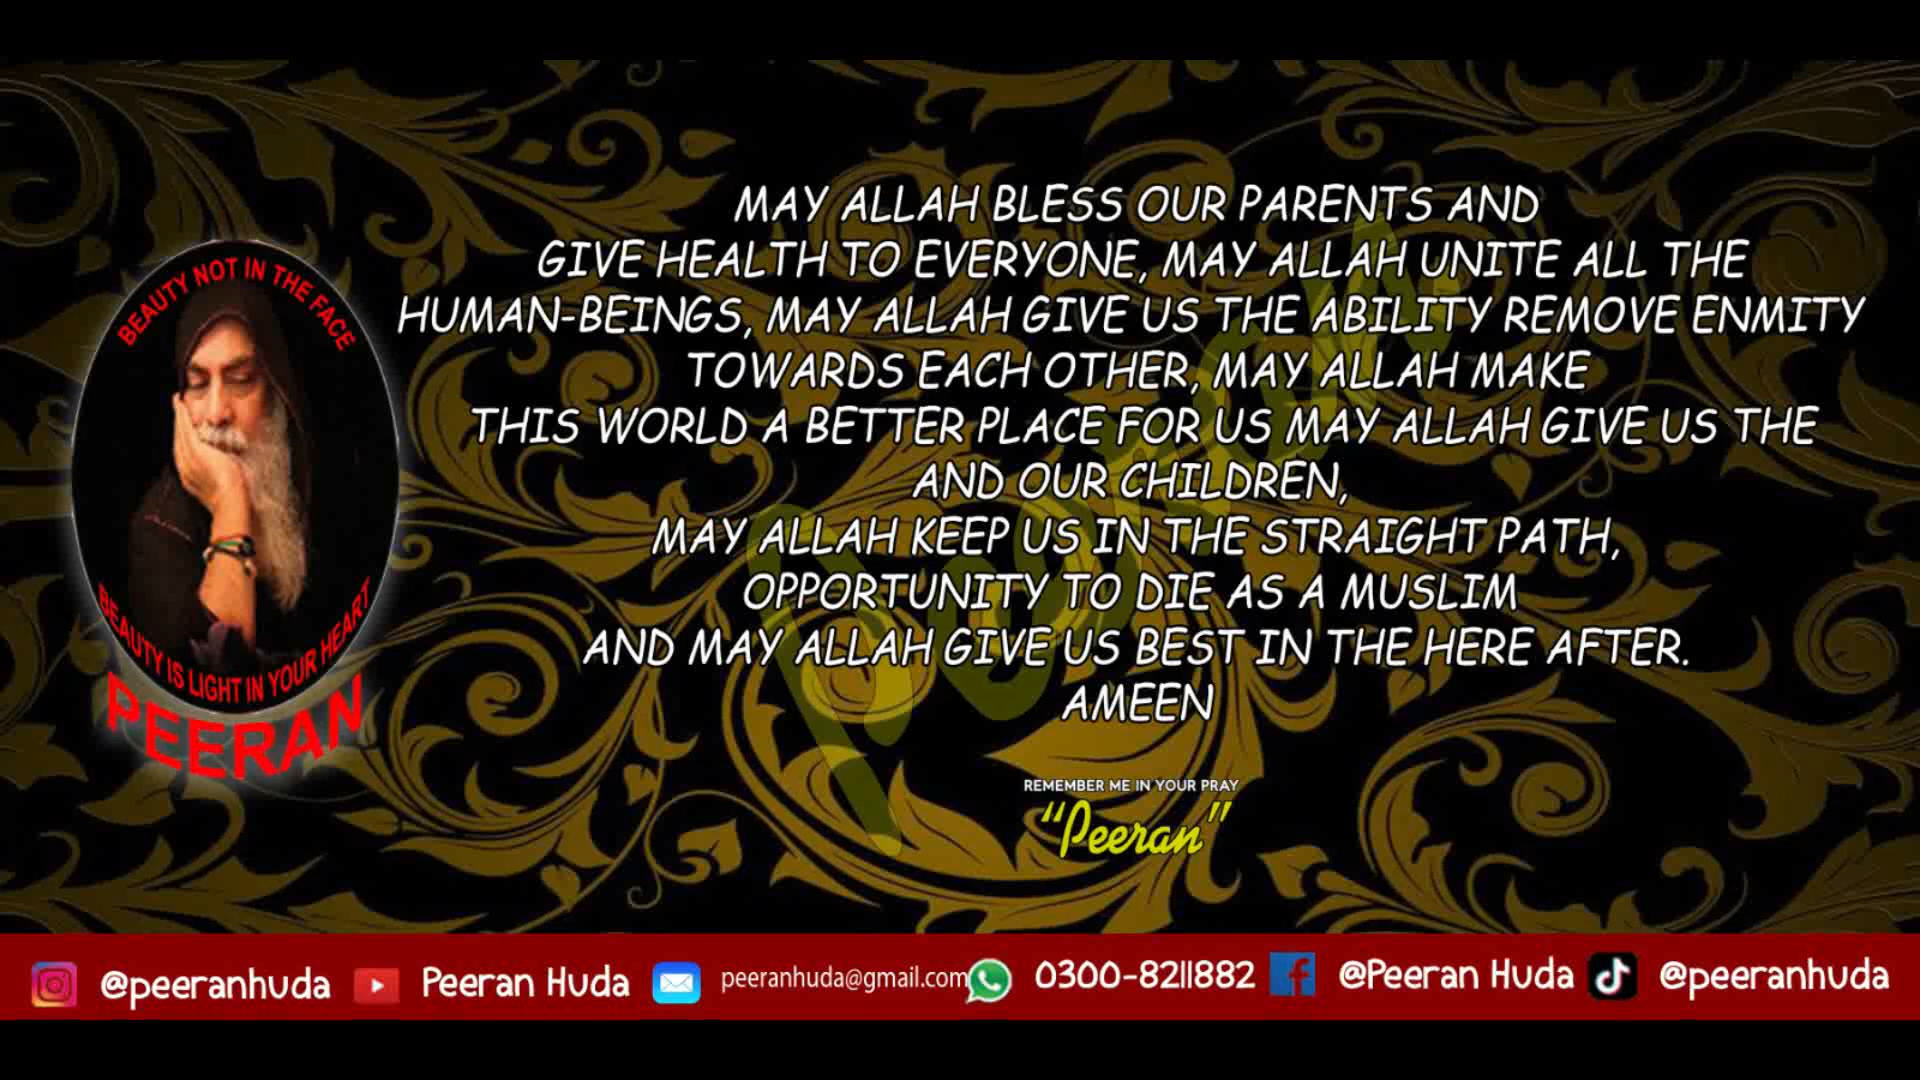 BEAUTY NOT IN THE FACE
BEAUTY IS LIGHT IN YOUR HEART
PEERAN
MAY ALLAH BLESS OUR PARENTS AND
GIVE HEALTH TO EVERYONE, MAY ALLAH UNITE ALL THE
HUMAN-BEINGS, MAY ALLAH GIVE US THE ABILITY REMOVE ENMITY
TOWARDS EACH OTHER, MAY ALLAH MAKE
THIS WORLD A BETTER PLACE FOR US MAY ALLAH GIVE US THE
AND OUR CHILDREN,
MAY ALLAH KEEP US IN THE STRAIGHT PATH,
OPPORTUNITY TO DIE AS A MUSLIM
AND MAY ALLAH GIVE US BEST IN THE HERE AFTER.
AMEEN
Peeran
REMEMBER ME IN YOUR PRAY
"Peeran"
@peeranhuda Peeran Huda peeranhuda@gmail.com 0300-8211882 @Peeran Huda @peeranhuda